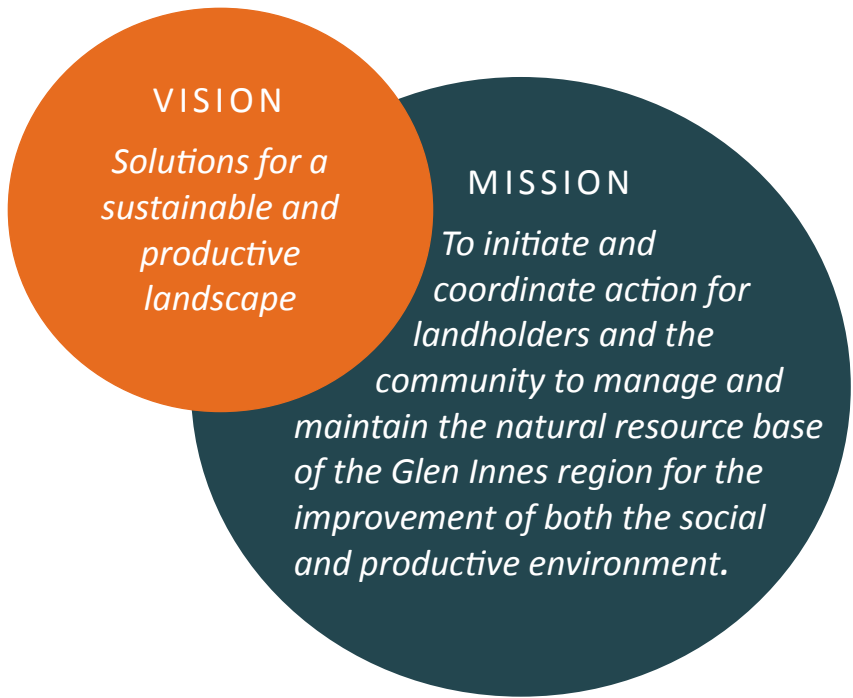 VISION
Solutions for a
sustainable and
productive
landscape
MISSION
To initiate and
coordinate action for
landholders and the
community to manage and
maintain the natural resource base
of the Glen Innes region for the
improvement of both the social
and productive environment.